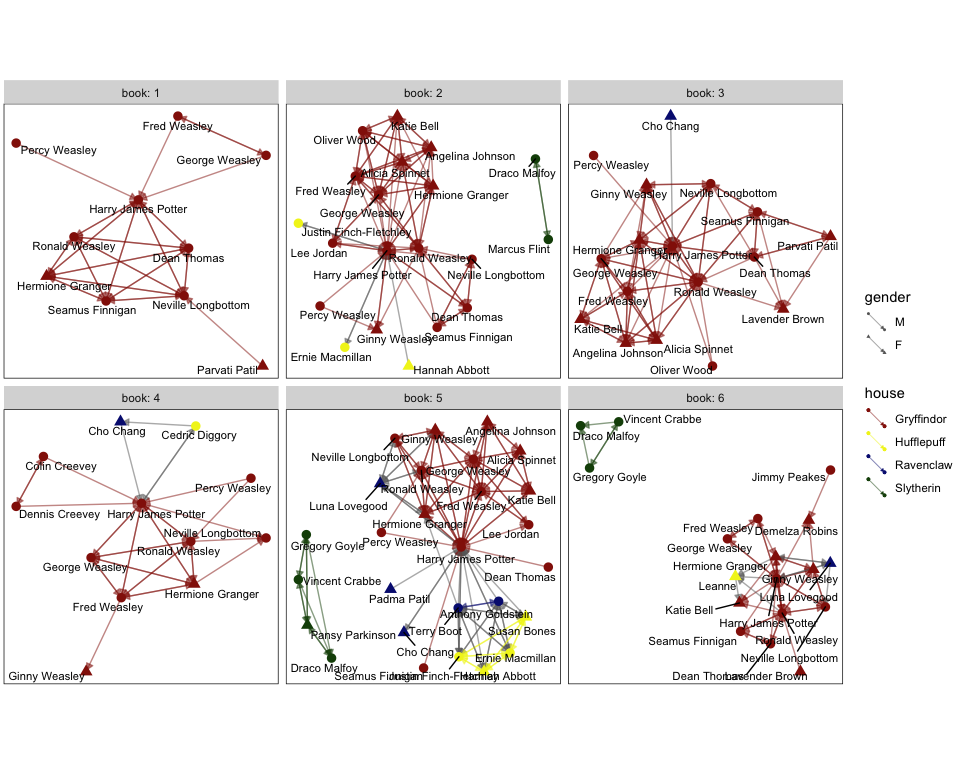 book: 1
Fred Weasley
Percy Weasley
George Weasley
Harry James Potter
Ronald Weasley
Dean Thomas
Hermione Granger
Seamus Finnigan
Neville Longbottom
Parvati Patil
book: 2
Katie Bell
Oliver Wood
Angelina Johnson
Alicia Spinnet
Draco Malfoy
Fred Weasley
Hermione Granger
George Weasley
Justin Finch-Fletchley
Marcus Flint
Lee Jordan
Ronald Weasley
Harry James Potter
Neville Longbottom
Percy Weasley
Dean Thomas
Ginny Weasley
Seamus Finnigan
Ernie Macmillan
Hannah Abbott
book: 3
Cho Chang
Percy Weasley
Ginny Weasley
Neville Longbottom
Seamus Finnigan
Parvati Patil
Hermione Granger
Harry James Potter
George Weasley
Dean Thomas
Ronald Weasley
Fred Weasley
Lavender Brown
Katie Bell
Angelina Johnson
Alicia Spinnet
Oliver Wood
book: 4
Cho Chang
Cedric Diggory
Colin Creevey
Percy Weasley
Dennis Creevey
Harry James Potter
Neville Longbottom
Ronald Weasley
George Weasley
Hermione Granger
Fred Weasley
Ginny Weasley
book: 5
Angelina Johnson
Ginny Weasley
Neville Longbottom
Alicia Spinnet
George Weasley
Ronald Weasley
Katie Bell
Luna Lovegood
Fred Weasley
Hermione Granger
Lee Jordan
Percy Weasley
Gregory Goyle
Harry James Potter
Dean Thomas
Vincent Crabbe
Padma Patil
Anthony Goldstein
Pansy Parkinson
Terry Boot
Susan Bones
Cho Chang
Ernie Macmillan
Draco Malfoy
Seamus Finnigan
Justin Finch-Fletchley
Hannah Abbott
book: 6
Vincent Crabbe
Draco Malfoy
Gregory Goyle
Jimmy Peakes
Fred Weasley
Demelza Robins
George Weasley
Hermione Granger
Ginny Weasley
Leanne
Luna Lovegood
Katie Bell
Harry James Potter
Seamus Finnigan
Ronald Weasley
Neville Longbottom
Dean Thomas
Lavender Brown
gender
M
F
house
Gryffindor
Hufflepuff
Ravenclaw
Slytherin